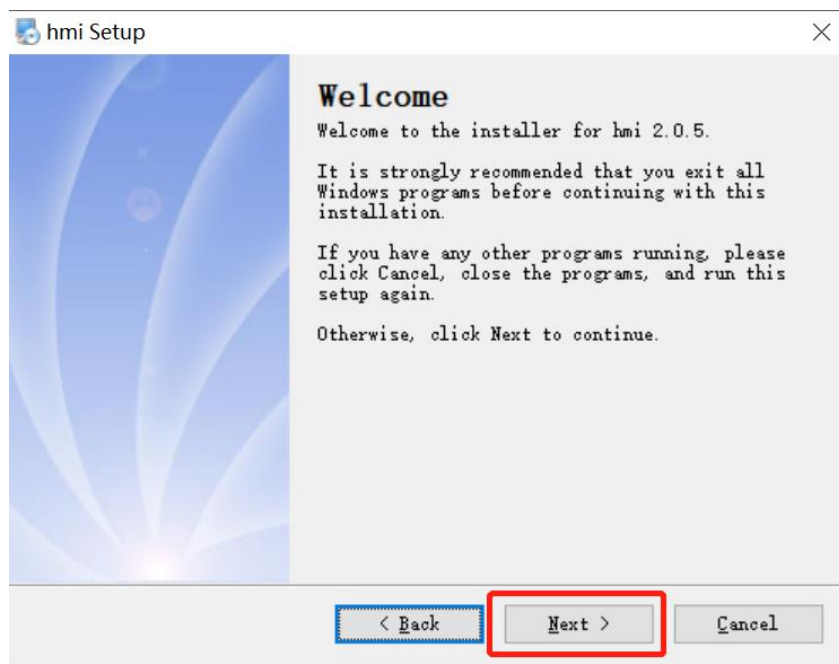 hmi Setup
Welcome
Welcome to the installer for hmi 2.0.5.
It is strongly recommended that you exit all
Windows programs before continuing with this
installation.
If you have any other programs running, please
click Cancel, close the programs, and run this
setup again.
Otherwise, click Next to continue.
< Back Next > Cancel